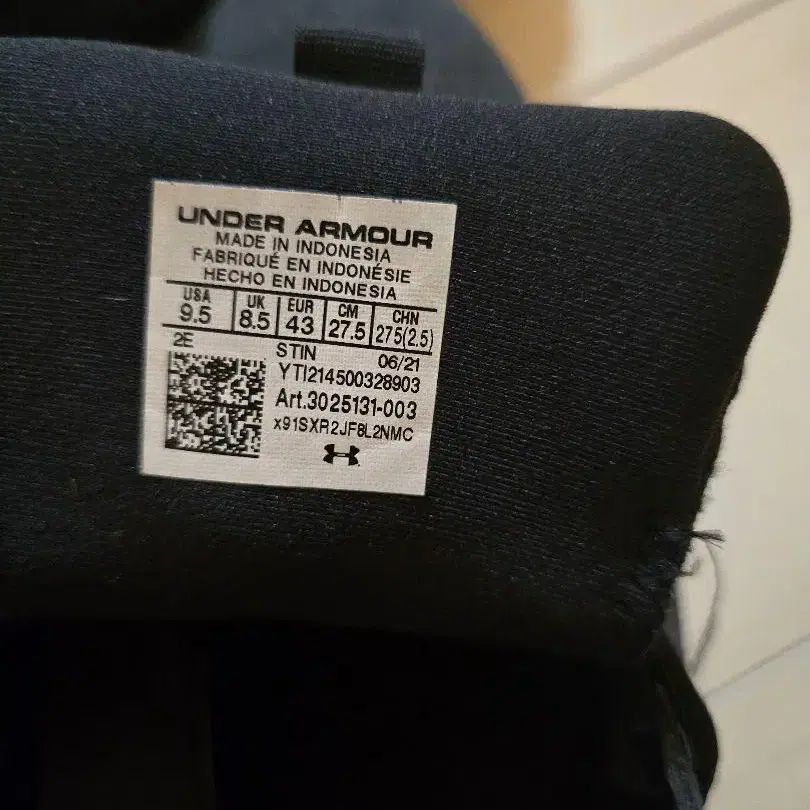 UNDER ARMOUR
MADE IN INDONESIA
FABRIQUÉ EN INDONÉSIE
HECHO EN INDONESIA
USA UK EUR CM CHN
9.5 8.5 43 27.5 275(2.5)
2E STIN 06/21
YTI214500328903
Art.3025131-003
x91SXR2JF8L2NMC